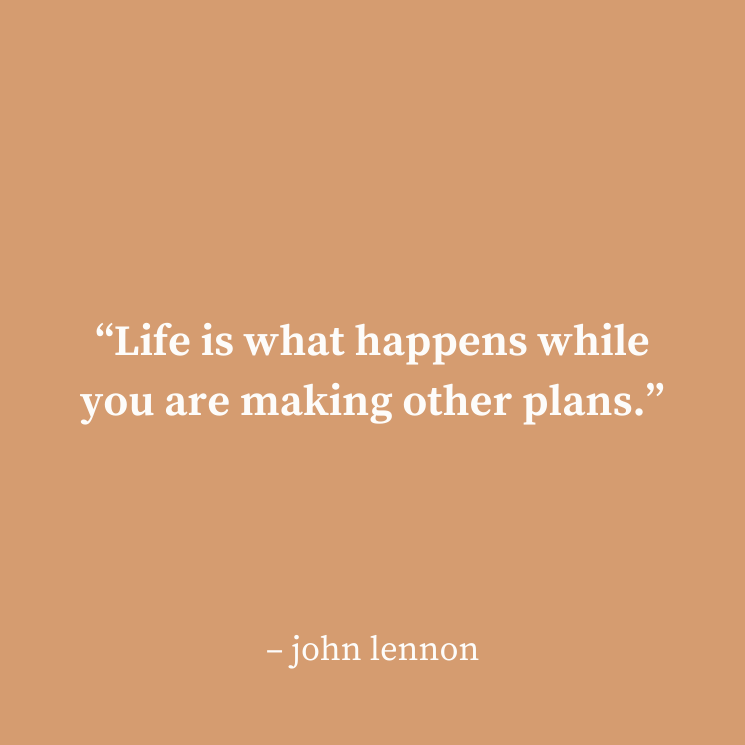 “Life is what happens while
you are making other plans.”
– john lennon